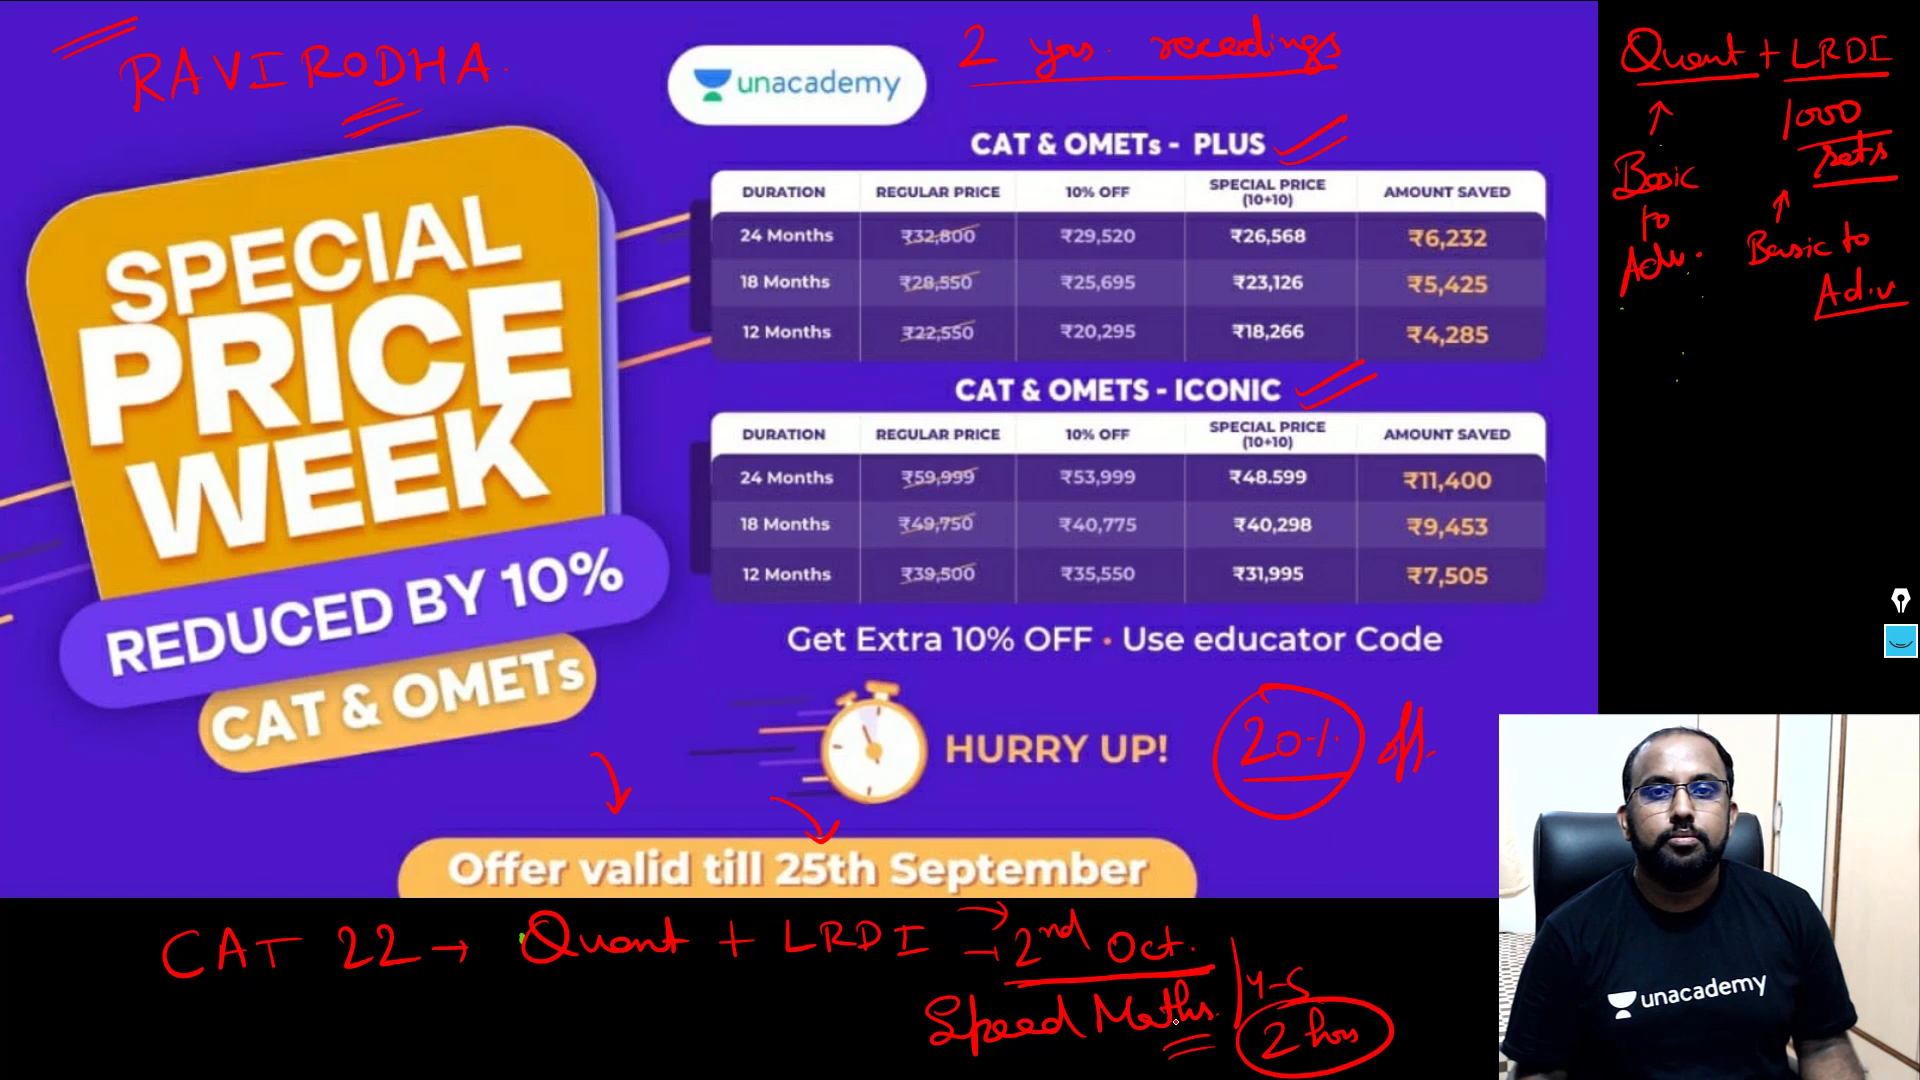 RAVIRODHA.
unacademy
2 yrs. recordings
SPECIAL
PRICE
WEEK
REDUCED BY 10%
CAT & OMETs
CAT & OMETs - PLUS
DURATION REGULAR PRICE 10% OFF SPECIAL PRICE (10+10) AMOUNT SAVED
24 Months ₹32,800 ₹29,520 ₹26,568 ₹6,232
18 Months ₹28,550 ₹25,695 ₹23,126 ₹5,425
12 Months ₹22,550 ₹20,295 ₹18,266 ₹4,285
CAT & OMETS - ICONIC
DURATION REGULAR PRICE 10% OFF SPECIAL PRICE (10+10) AMOUNT SAVED
24 Months ₹59,999 ₹53,999 ₹48.599 ₹11,400
18 Months ₹49,750 ₹40,775 ₹40,298 ₹9,453
12 Months ₹39,500 ₹35,550 ₹31,995 ₹7,505
Get Extra 10% OFF • Use educator Code
HURRY UP!
20% off.
Offer valid till 25th September
CAT 22 → Quant + LRDI → 2nd Oct.
Speed Maths. 4-5
2 hrs
Quant + LRDI
Basic
to
Adv.
1000
sets
Basic to
Adv
unacademy